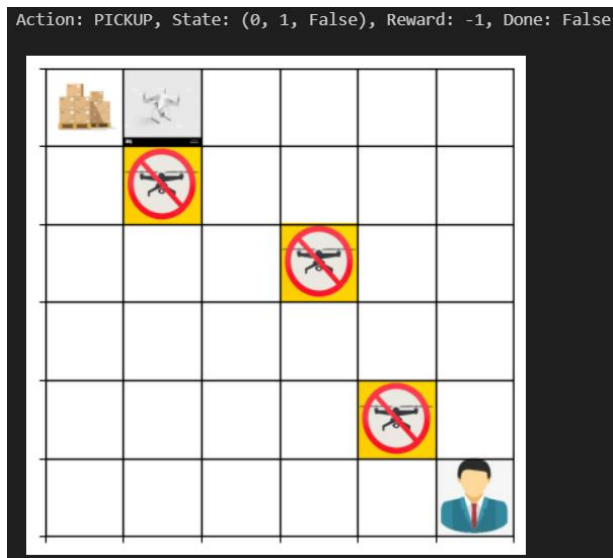 Action: PICKUP, State: (0, 1, False), Reward: -1, Done: False